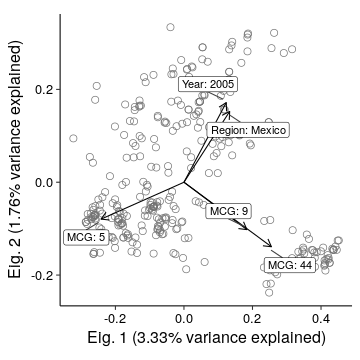 Year: 2005
0.2
Region: Mexico
Eig. 2 (1.76% variance explained)
0.0
MCG: 9
MCG: 5
MCG: 44
-0.2
-0.2 0.0 0.2 0.4
Eig. 1 (3.33% variance explained)